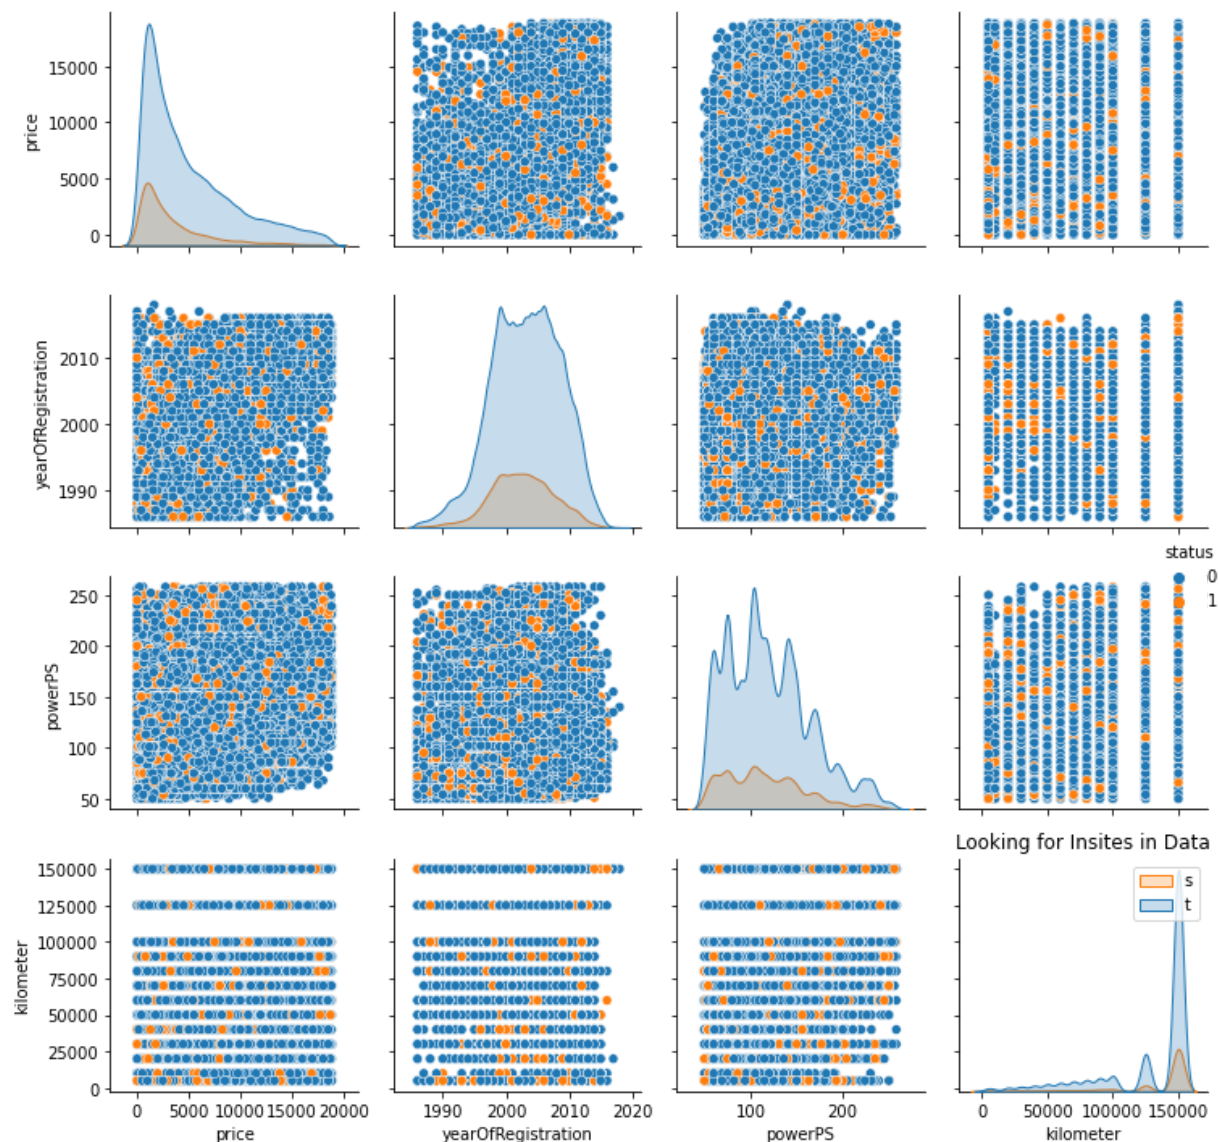 15000
10000
5000
0
price
2010
2000
1990
yearOfRegistration
status
0
1
250
200
150
100
50
powerPS
Looking for Insites in Data
s
t
150000
125000
100000
75000
50000
25000
0
kilometer
0 5000 10000 15000 20000
1990 2000 2010 2020
100 200
0 50000 100000 150000
price yearOfRegistration powerPS kilometer